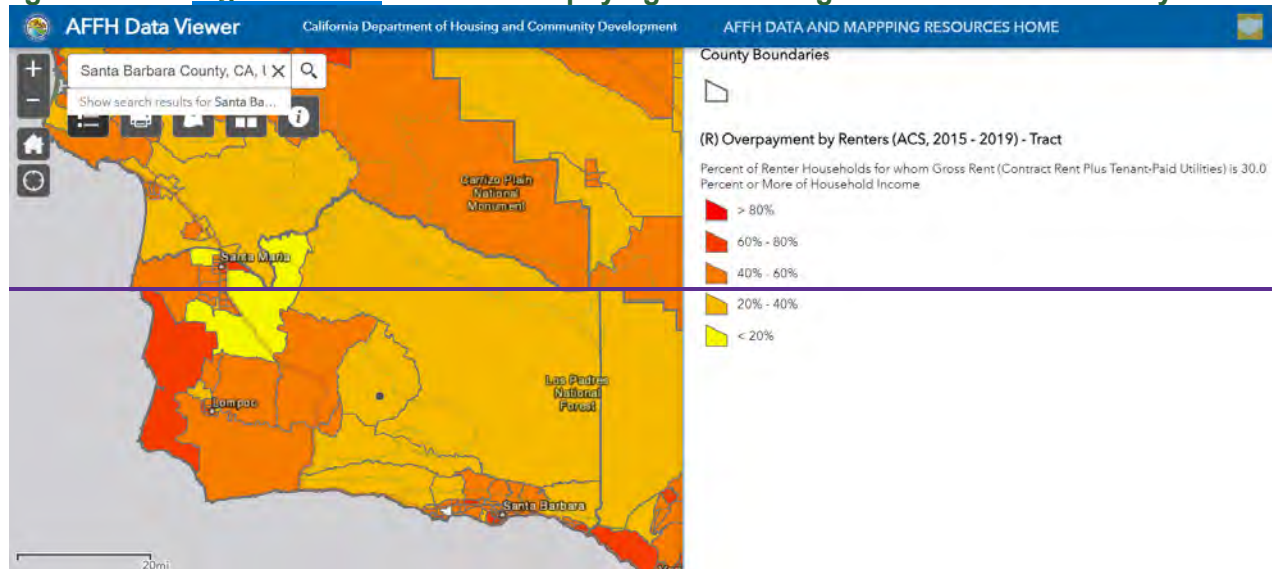 AFFH Data Viewer
California Department of Housing and Community Development
AFFH DATA AND MAPPPING RESOURCES HOME
Santa Barbara County, CA, U
Show search results for Santa Ba...
Carrizo Plain
National
Monument
Santa Maria
Los Padres
National
Forest
Lompoc
Santa Barbara
20mi
County Boundaries
(R) Overpayment by Renters (ACS, 2015 - 2019) - Tract
Percent of Renter Households for whom Gross Rent (Contract Rent Plus Tenant-Paid Utilities) is 30.0
Percent or More of Household Income
> 80%
60% - 80%
40% - 60%
20% - 40%
< 20%